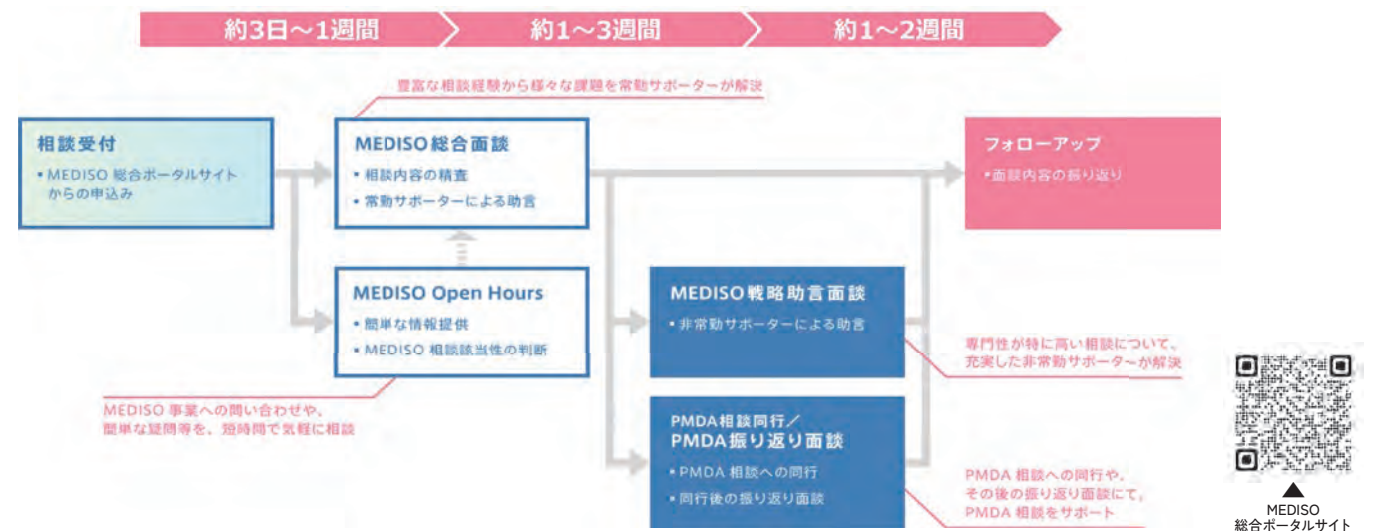 約3日～1週間
約1～3週間
約1～2週間
豊富な相談経験から様々な課題を常勤サポーターが解決
相談受付
▪ MEDISO 総合ポータルサイト
からの申込み
MEDISO総合面談
▪ 相談内容の精査
▪ 常勤サポーターによる助言
フォローアップ
▪面談内容の振り返り
MEDISO Open Hours
▪ 簡単な情報提供
▪ MEDISO 相談該当性の判断
MEDISO戦略助言面談
▪ 非常勤サポーターによる助言
専門性が特に高い相談について、
充実した非常勤サポーターが解決
MEDISO 事業への問い合わせや、
簡単な疑問等を、短時間で気軽に相談
PMDA相談同行／
PMDA振り返り面談
▪ PMDA 相談への同行
▪ 同行後の振り返り面談
PMDA 相談への同行や、
その後の振り返り面談にて、
PMDA 相談をサポート
▲
MEDISO
総合ポータルサイト